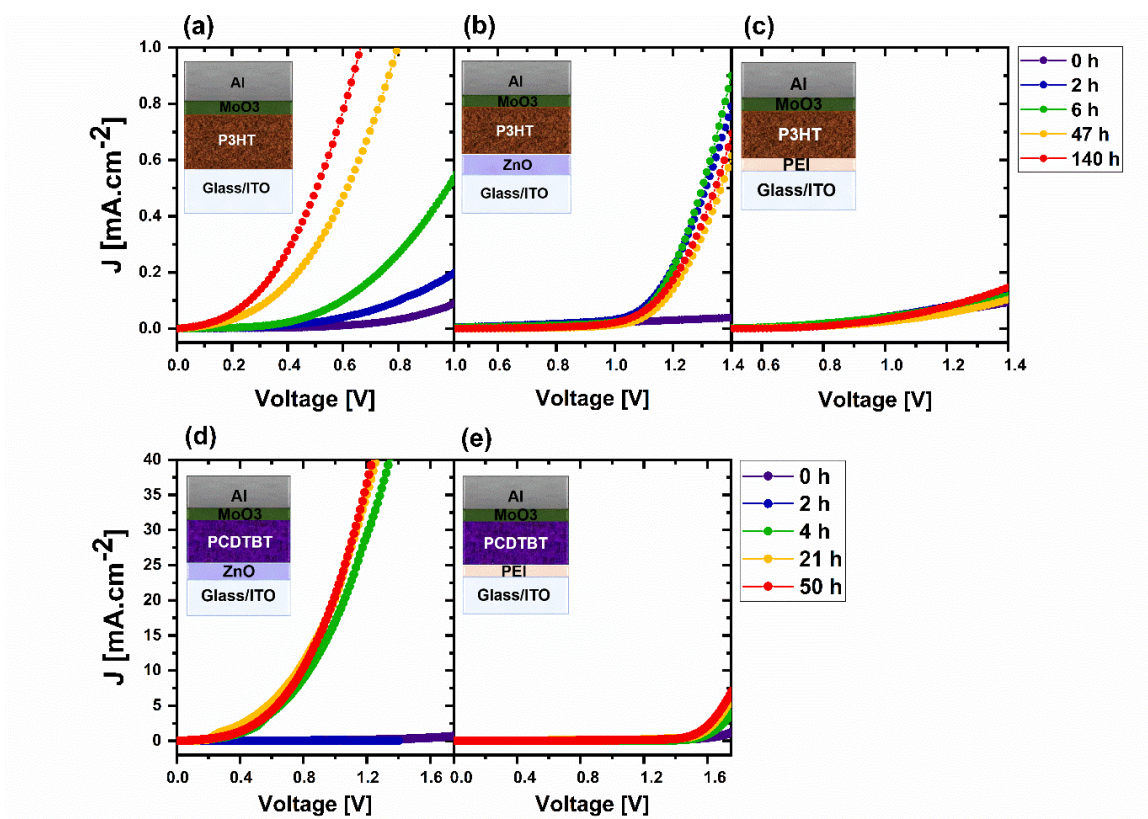 (a)
(b)
(c)
J [mA.cm-2]
1.0
0.8
0.6
0.4
0.2
0.0
Al
MoO3
P3HT
Glass/ITO
Al
MoO3
P3HT
ZnO
Glass/ITO
Al
MoO3
P3HT
PEI
Glass/ITO
0 h
2 h
6 h
47 h
140 h
0.0 0.2 0.4 0.6 0.8 1.0
0.6 0.8 1.0 1.2 1.4
0.6 0.8 1.0 1.2 1.4
Voltage [V]
Voltage [V]
Voltage [V]
(d)
(e)
J [mA.cm-2]
40
35
30
25
20
15
10
5
0
Al
MoO3
PCDTBT
ZnO
Glass/ITO
Al
MoO3
PCDTBT
PEI
Glass/ITO
0 h
2 h
4 h
21 h
50 h
0.0 0.4 0.8 1.2 1.6
0.0 0.4 0.8 1.2 1.6
Voltage [V]
Voltage [V]